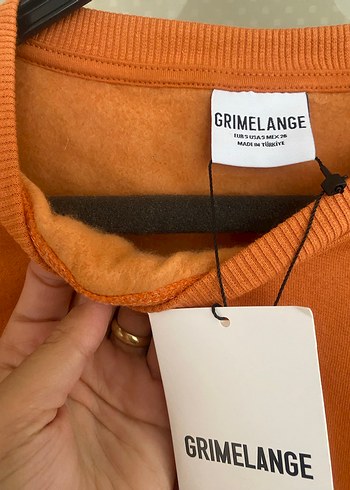 GRIMELANGE
EUR S USA S MEX 26
MADE IN TÜRKİYE
GRIMELANGE